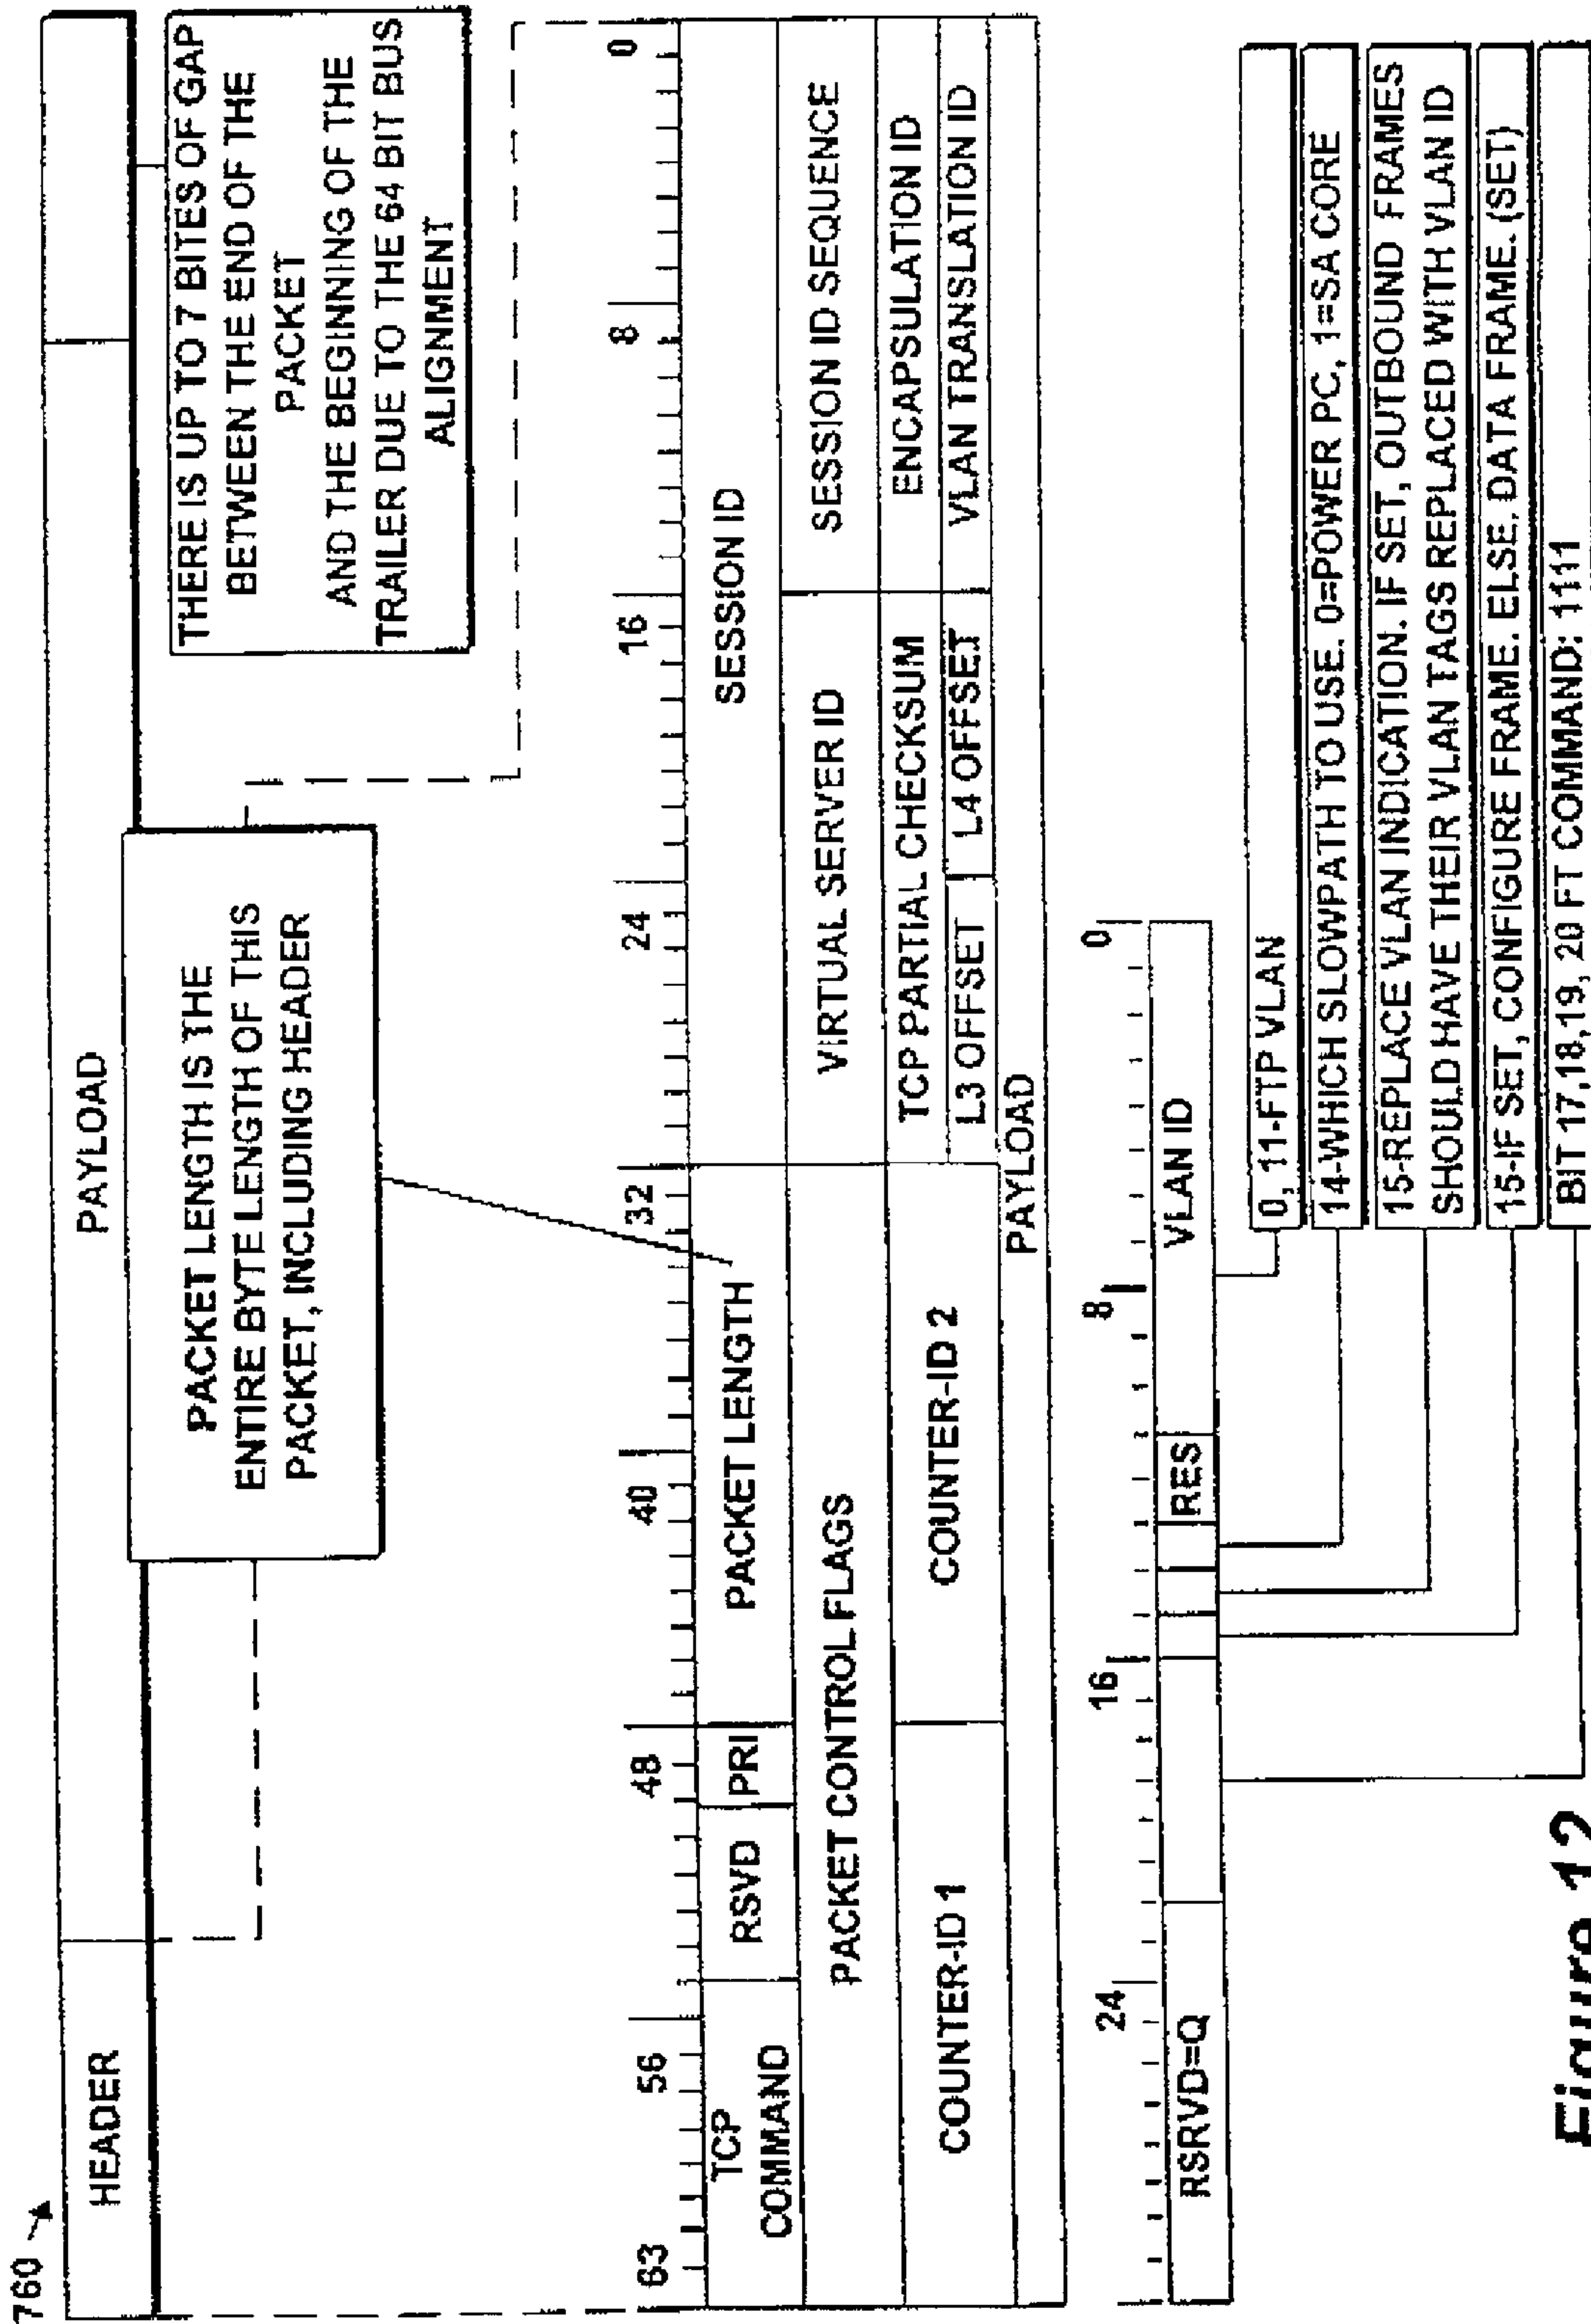 760
HEADER
PAYLOAD
PACKET LENGTH IS THE
ENTIRE BYTE LENGTH OF THIS
PACKET, INCLUDING HEADER
THERE IS UP TO 7 BITES OF GAP
BETWEEN THE END OF THE
PACKET
AND THE BEGINNING OF THE
TRAILER DUE TO THE 64 BIT BUS
ALIGNMENT
63 56 48 40 32 24 16 8 0
TCP
COMMAND
RSVD
PRI
PACKET LENGTH
SESSION ID
PACKET CONTROL FLAGS
VIRTUAL SERVER ID
SESSION ID SEQUENCE
COUNTER-ID 1
COUNTER-ID 2
TCP PARTIAL CHECKSUM
ENCAPSULATION ID
L3 OFFSET
L4 OFFSET
VLAN TRANSLATION ID
PAYLOAD
24 16 8 0
RSRVD=Q
RES
VLAN ID
0, 11-FTP VLAN
14-WHICH SLOWPATH TO USE. 0=POWER PC, 1=SA CORE
15-REPLACE VLAN INDICATION. IF SET, OUTBOUND FRAMES
SHOULD HAVE THEIR VLAN TAGS REPLACED WITH VLAN ID
15-IF SET, CONFIGURE FRAME. ELSE, DATA FRAME. (SET)
BIT 17,18,19, 20 FT COMMAND: 1111
Figure 12